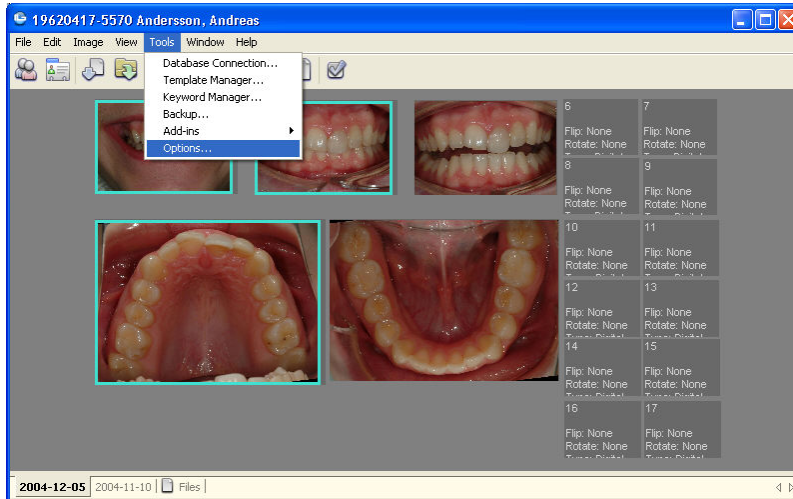 19620417-5570 Andersson, Andreas
File Edit Image View Tools Window Help
Database Connection...
Template Manager...
Keyword Manager...
Backup...
Add-ins
Options...
6 7
Flip: None Flip: None
Rotate: None Rotate: None
8 9
Flip: None Flip: None
Rotate: None Rotate: None
10 11
Flip: None Flip: None
Rotate: None Rotate: None
12 13
Flip: None Flip: None
Rotate: None Rotate: None
14 15
Flip: None Flip: None
Rotate: None Rotate: None
16 17
Flip: None Flip: None
Rotate: None Rotate: None
2004-12-05 2004-11-10 Files